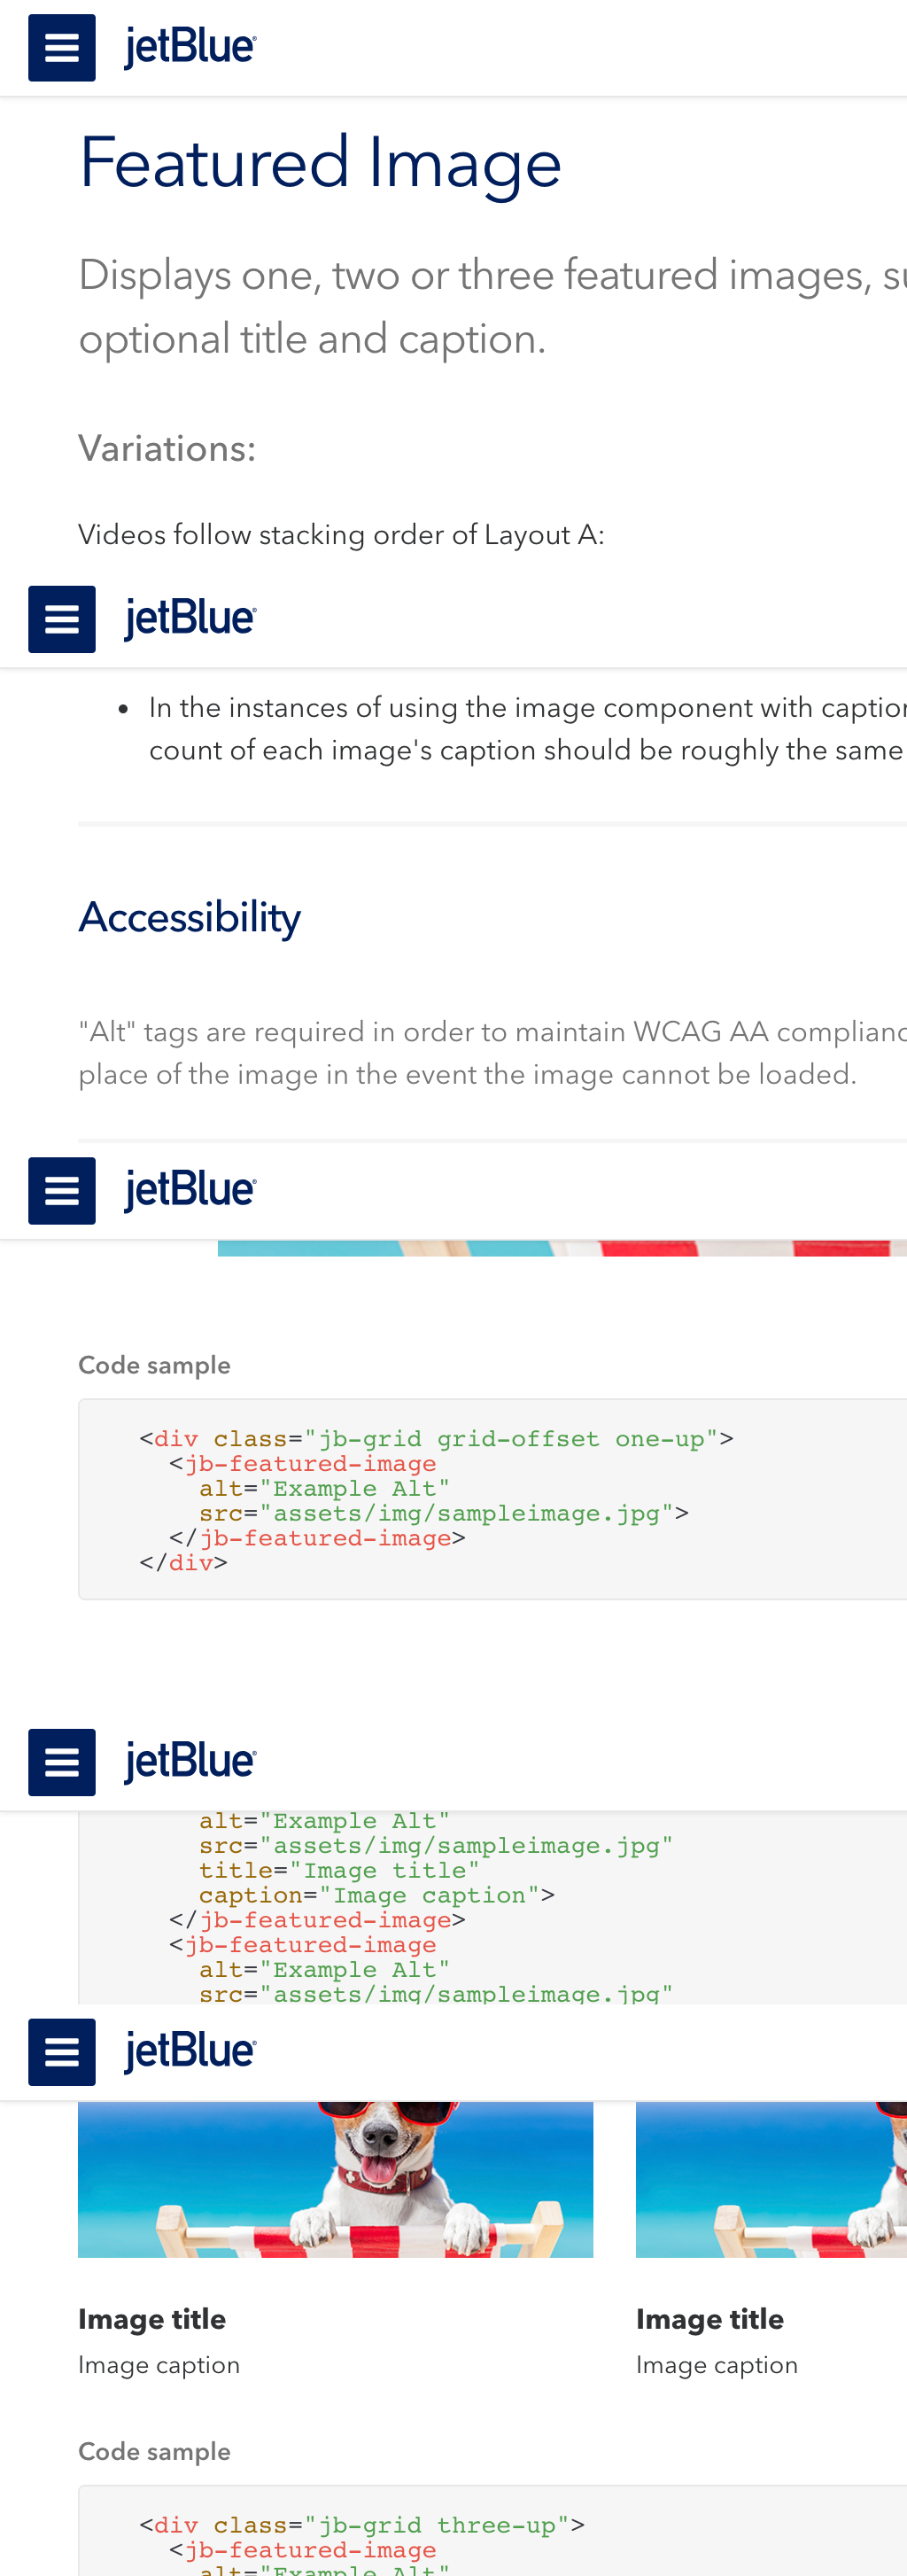 jetBlue®
Featured Image
Displays one, two or three featured images,
optional title and caption.
Variations:
Videos follow stacking order of Layout A:
jetBlue®
• In the instances of using the image component with
count of each image's caption should be roughly the same
Accessibility
"Alt" tags are required in order to maintain WCAG AA
place of the image in the event the image cannot be loaded.
jetBlue®
Code sample
<div class="jb-grid grid-offset one-up">
<jb-featured-image
alt="Example Alt"
src="assets/img/sampleimage.jpg">
</jb-featured-image>
</div>
jetBlue®
alt="Example Alt"
src="assets/img/sampleimage.jpg"
title="Image title"
caption="Image caption">
</jb-featured-image>
<jb-featured-image
alt="Example Alt"
src="assets/img/sampleimage.jpg"
jetBlue®
Image title
Image title
Image caption
Image caption
Code sample
<div class="jb-grid three-up">
<jb-featured-image
alt="Example Alt"